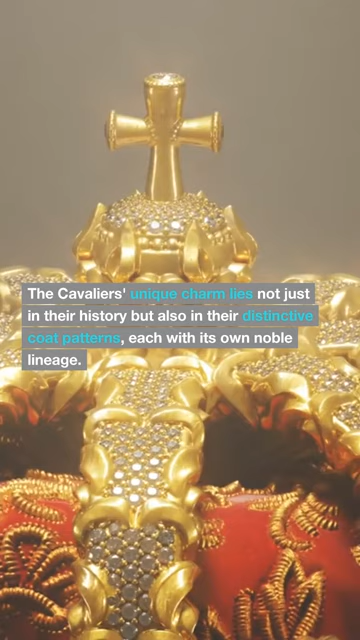 The Cavaliers' unique charm lies not just
in their history but also in their distinctive
coat patterns, each with its own noble
lineage.